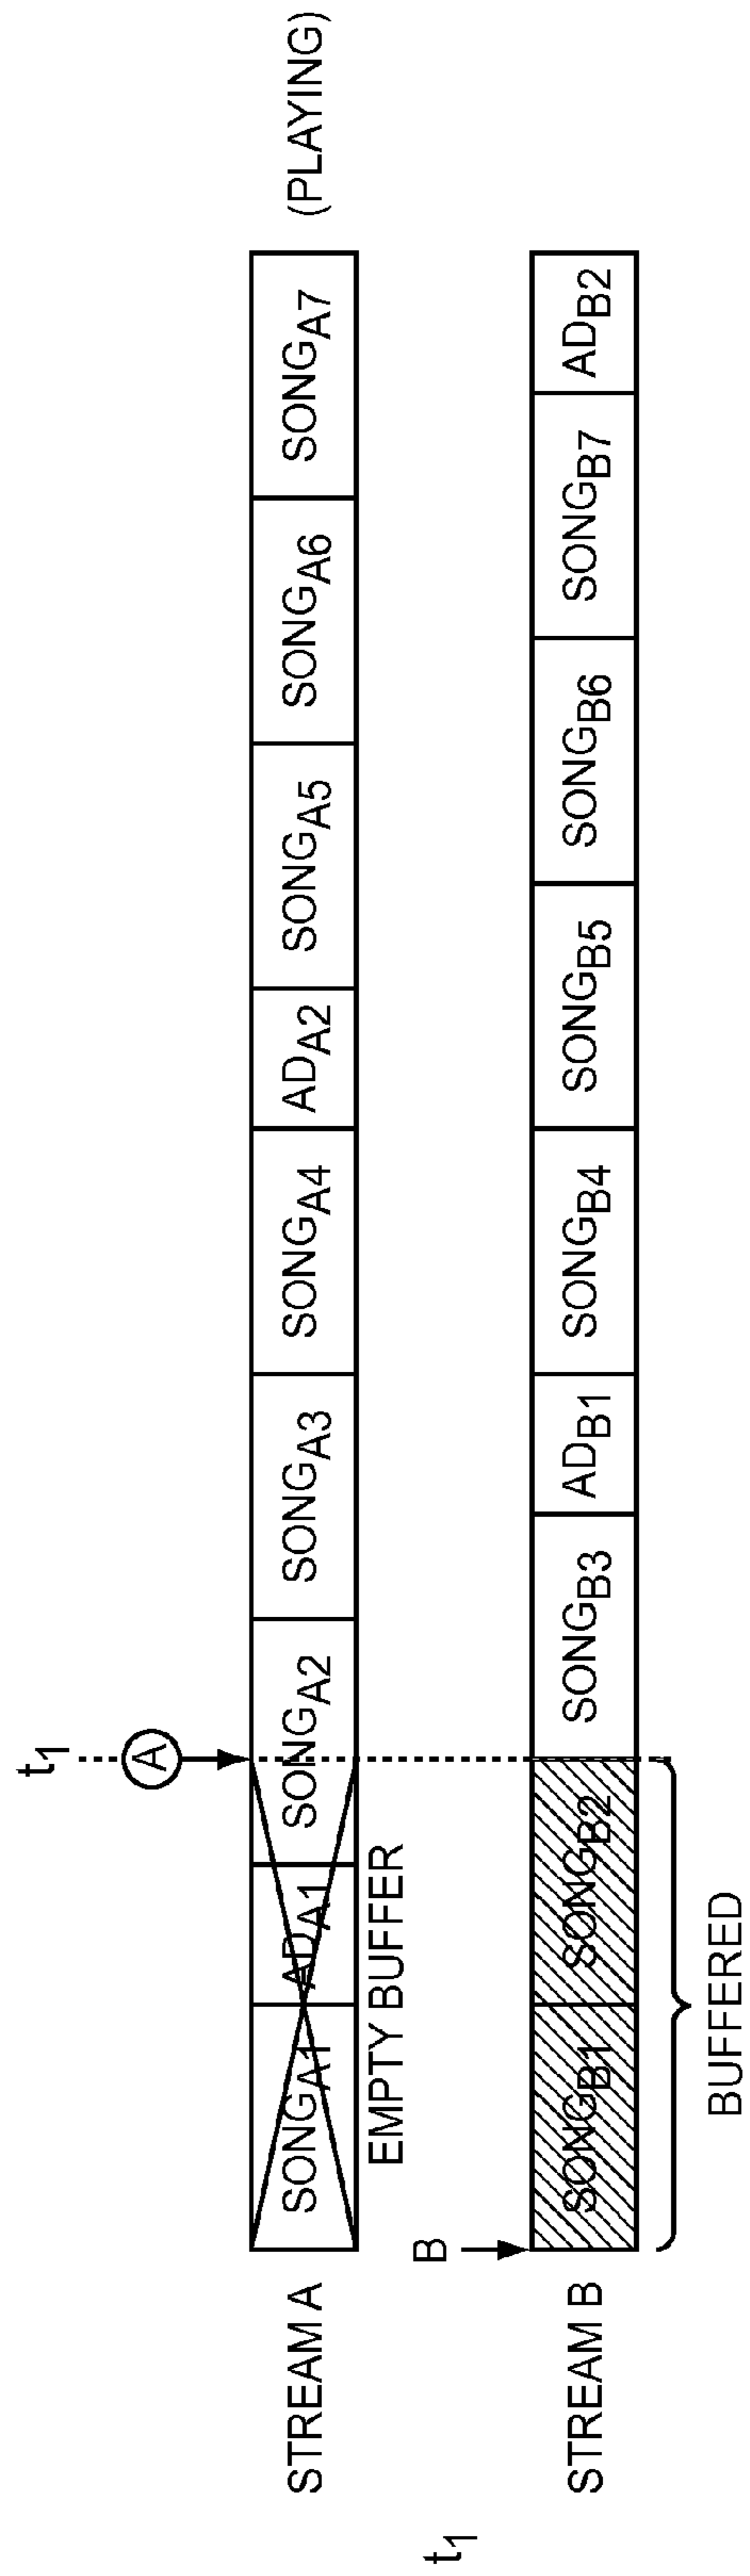 t1
A
STREAM A
SONGA1
ADA1
SONGA2
SONGA3
SONGA4
ADA2
SONGA5
SONGA6
SONGA7
(PLAYING)
EMPTY BUFFER
t1
B
STREAM B
SONGB1
SONGB2
SONGB3
ADB1
SONGB4
SONGB5
SONGB6
SONGB7
ADB2
BUFFERED